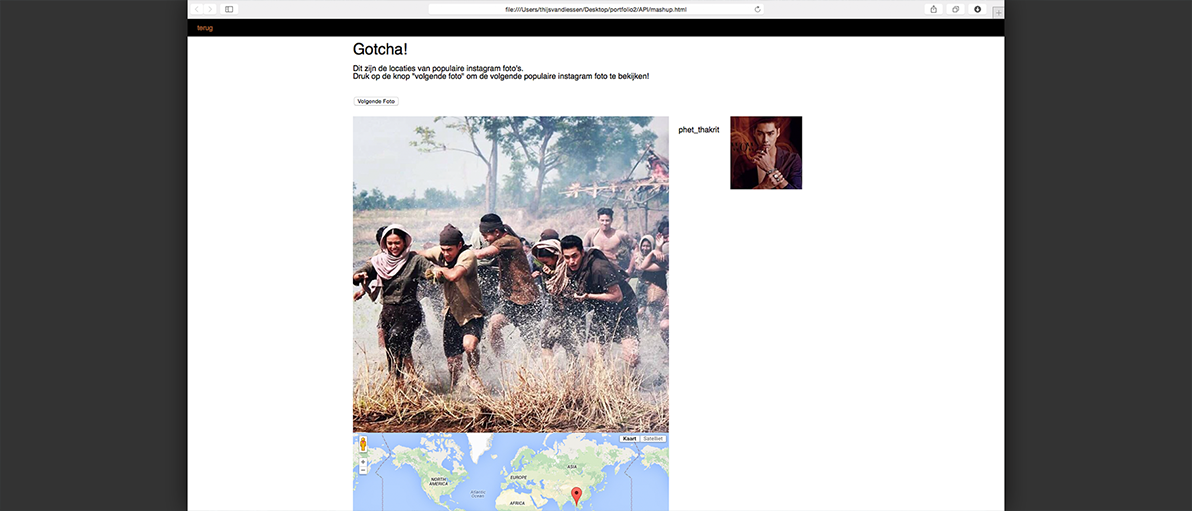 file:///Users/thijsvandiessen/Desktop/portfolio2/API/mashup.html
terug
Gotcha!
Dit zijn de locaties van populaire instagram foto's.
Druk op de knop "volgende foto" om de volgende populaire instagram foto te bekijken!
Volgende Foto
phet_thakrit
Kaart Satelliet
ASIA
EUROPE
NORTH
AMERICA
Atlantic
Ocean
AFRICA